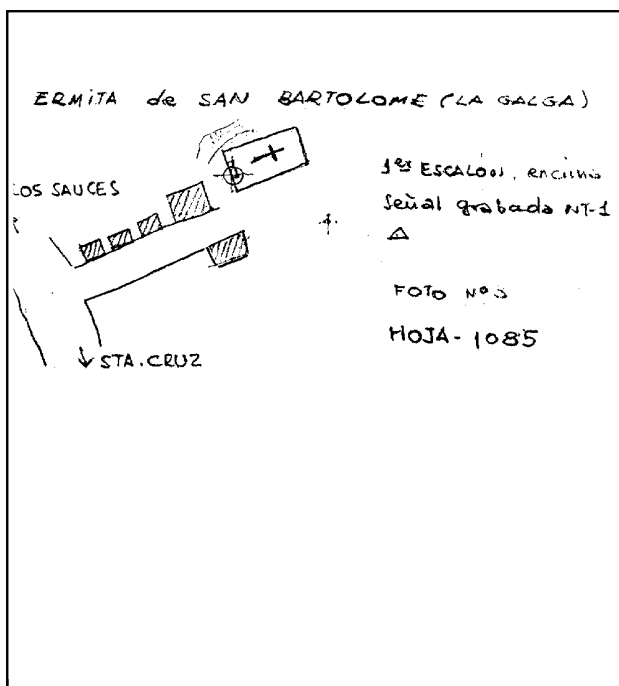 ERMITA de SAN BARTOLOME (LA GALGA)
LOS SAUCES
1er ESCALON, encima
Señal grabada NT-1
FOTO Nº 3
HOJA - 1085
STA. CRUZ